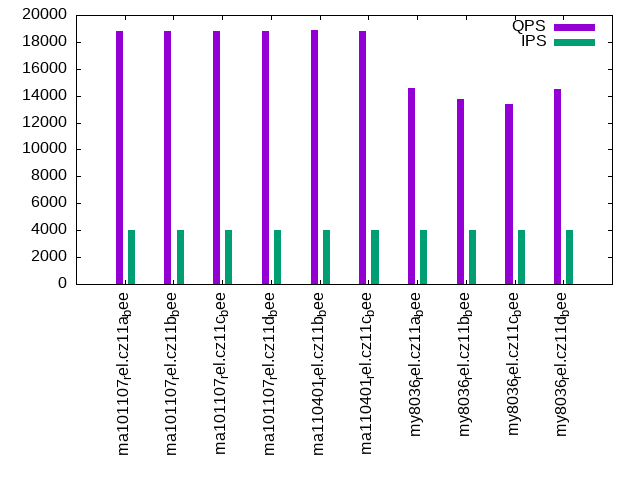 20000
18000
16000
14000
12000
10000
8000
6000
4000
2000
0
QPS
IPS
ma101107rel.cz11abee
ma101107rel.cz11bbee
ma101107rel.cz11cbee
ma101107rel.cz11dbee
ma110401rel.cz11bbee
ma110401rel.cz11cbee
my8036rel.cz11abee
my8036rel.cz11bbee
my8036rel.cz11cbee
my8036rel.cz11dbee